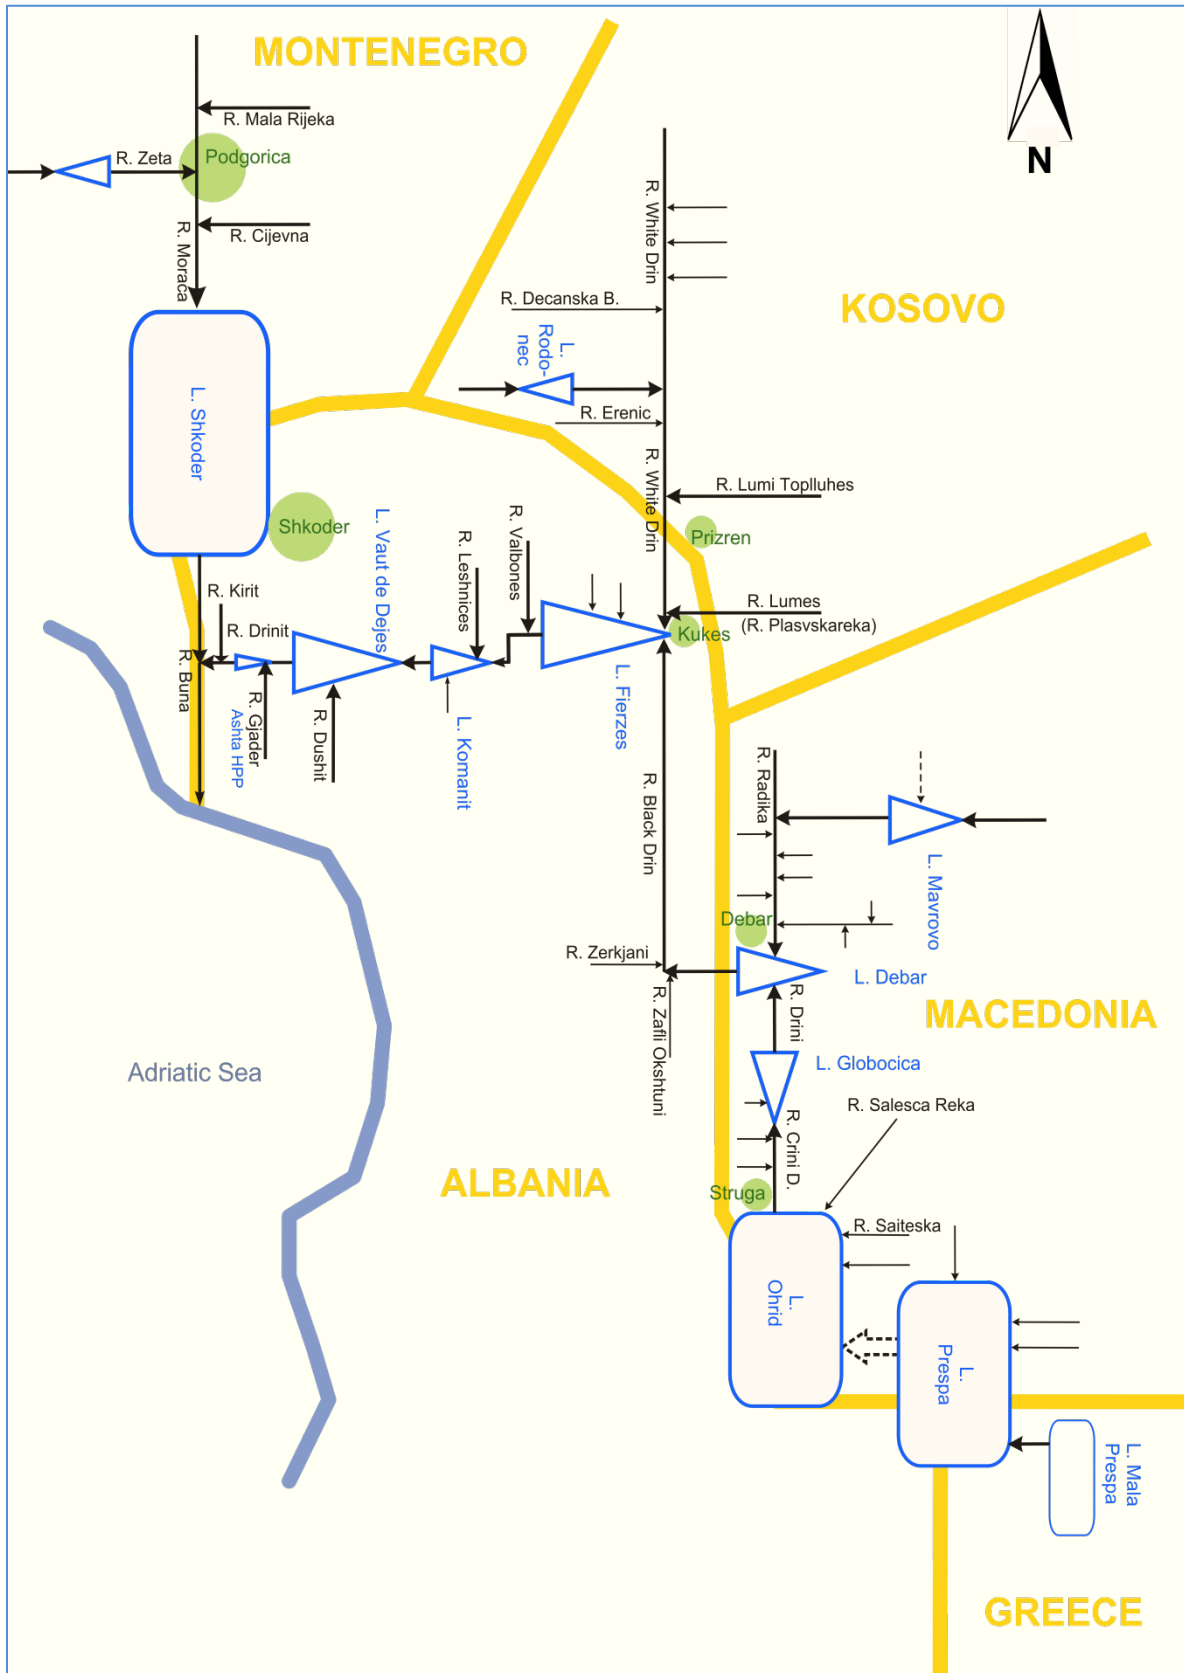 MONTENEGRO
R. Mala Rijeka
R. Zeta
Podgorica
N
R. Cijevna
R. Moraca
R. White Drin
R. Decanska B.
KOSOVO
L.
Rodo-
nec
L. Shkoder
R. Erenic
R. White Drin
R. Lumi Toplluhes
Shkoder
Prizren
L. Vaut de Dejes
R. Leshnices
R. Valbones
R. Kirit
R. Lumes
(R. Plasvskareka)
R. Drinit
Kukes
R. Buna
R. Gjader
Ashta HPP
R. Dushit
L. Komanit
L. Fierzes
R. Black Drin
R. Radika
L. Mavrovo
Debar
R. Zerkjani
L. Debar
R. Zafli Okshtuni
R. Drini
MACEDONIA
Adriatic Sea
L. Globocica
R. Salesca Reka
R. Crini D.
ALBANIA
Struga
R. Saiteska
L.
Ohrid
L.
Prespa
L. Mala
Prespa
GREECE